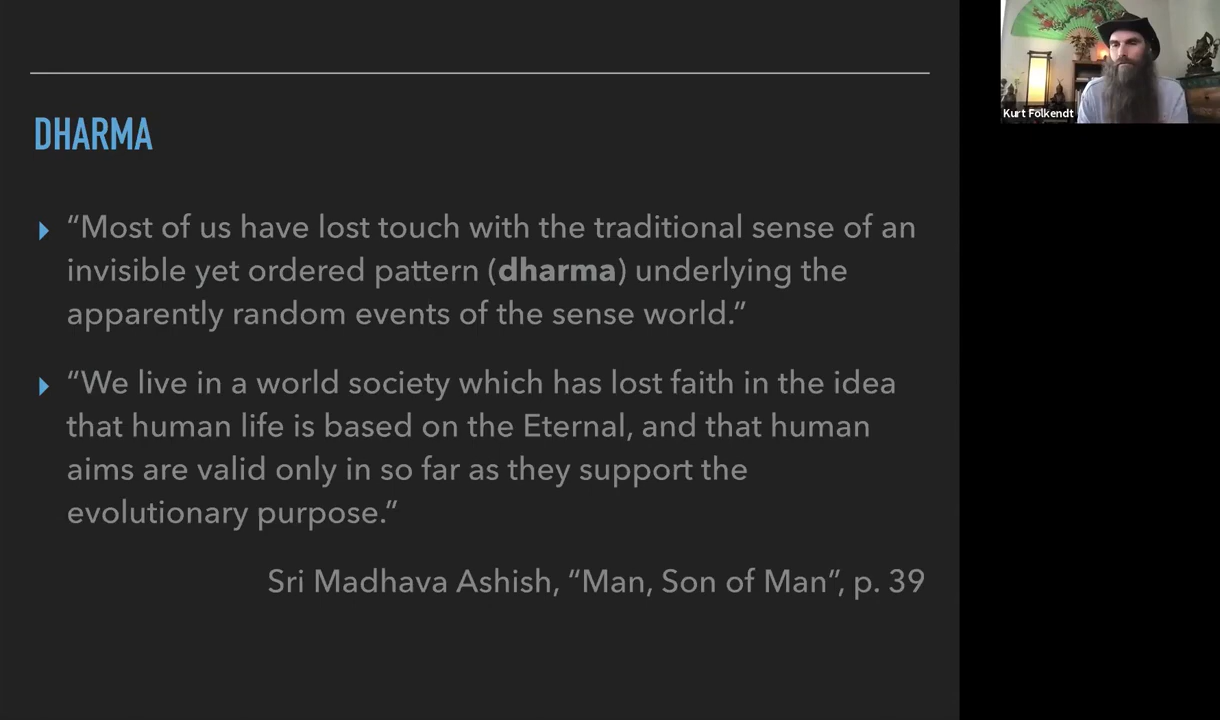 DHARMA
“Most of us have lost touch with the traditional sense of an
invisible yet ordered pattern (dharma) underlying the
apparently random events of the sense world.”
“We live in a world society which has lost faith in the idea
that human life is based on the Eternal, and that human
aims are valid only in so far as they support the
evolutionary purpose.”
Sri Madhava Ashish, “Man, Son of Man”, p. 39
Kurt Folkendt